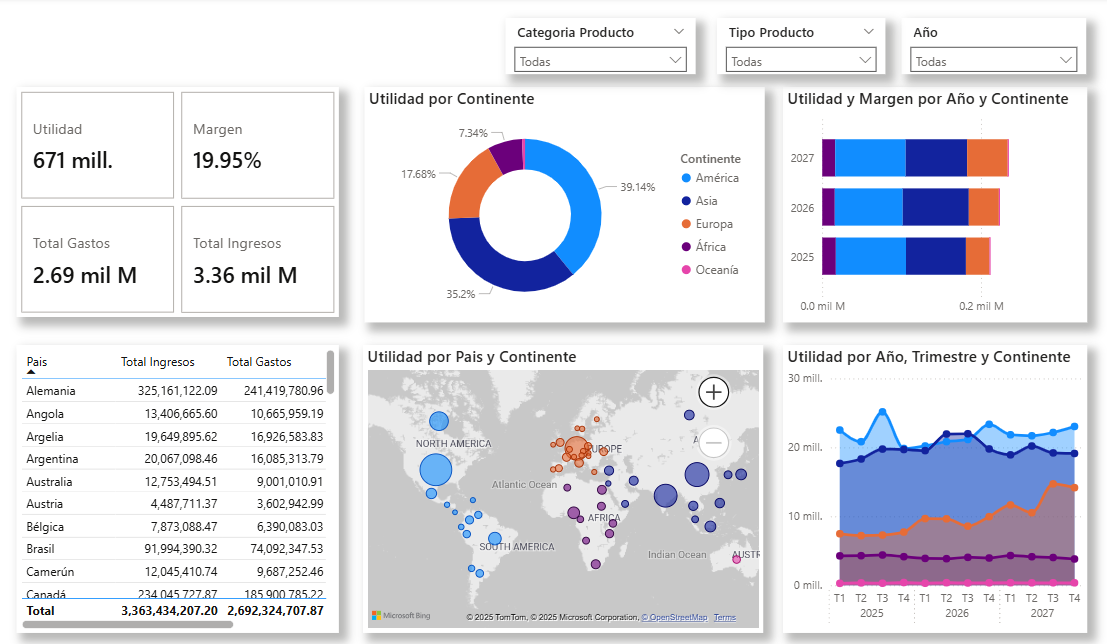 Categoria Producto
Todas
Tipo Producto
Todas
Año
Todas
Utilidad
671 mill.
Margen
19.95%
Total Gastos
2.69 mil M
Total Ingresos
3.36 mil M
Utilidad por Continente
7.34%
17.68%
39.14%
35.2%
Continente
América
Asia
Europa
África
Oceanía
Utilidad y Margen por Año y Continente
2027
2026
2025
0.0 mil M 0.2 mil M
Pais Total Ingresos Total Gastos
Alemania 325,161,122.09 241,419,780.96
Angola 13,406,665.60 10,665,959.19
Argelia 19,649,895.62 16,926,583.83
Argentina 20,067,098.46 16,085,313.79
Australia 12,753,494.51 9,001,010.91
Austria 4,487,711.37 3,602,942.99
Bélgica 7,873,088.47 6,390,083.03
Brasil 91,994,390.32 74,092,347.53
Camerún 12,045,410.74 9,687,252.46
Canadá 234,045,727.87 185,900,785.22
Total 3,363,434,207.20 2,692,324,707.87
Utilidad por Pais y Continente
NORTH AMERICA
EUROPE
A
Atlantic Ocean
AFRICA
SOUTH AMERICA
Indian Ocean
AUSTR
Microsoft Bing
© 2025 TomTom, © 2025 Microsoft Corporation, © OpenStreetMap Terms
Utilidad por Año, Trimestre y Continente
30 mill.
20 mill.
10 mill.
0 mill.
T1 T2 T3 T4 T1 T2 T3 T4 T1 T2 T3 T4
2025 2026 2027